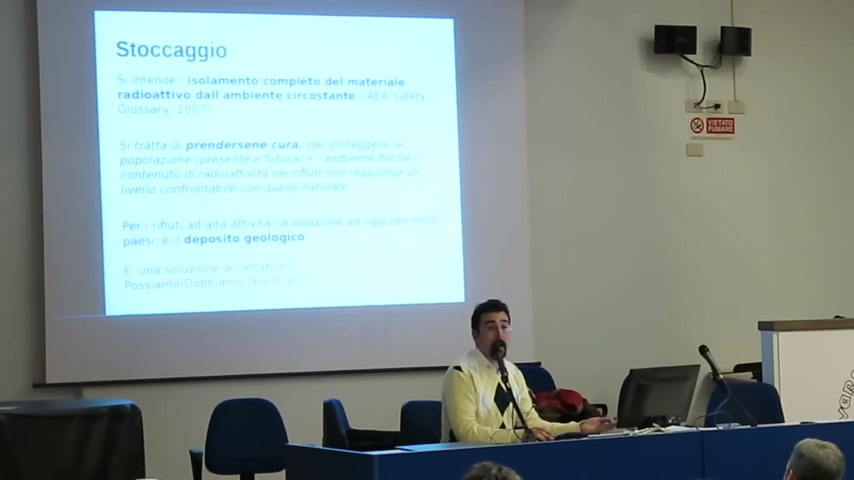 Stoccaggio
Si intende l'isolamento completo del materiale
radioattivo dall'ambiente circostante (IAEA Safety
Glossary, 2007)
Si tratta di prendersene cura, per proteggere la
popolazione (presente e futura) e l'ambiente finché il
contenuto di radioattività nei rifiuti non raggiunga un
livello confrontabile con quello naturale
Per i rifiuti ad alta attività, la soluzione ad oggi per molti
paesi, è il deposito geologico
E' una soluzione accettabile.
Possiamo/Dobbiamo fare di più
VIETATO
FUMARE